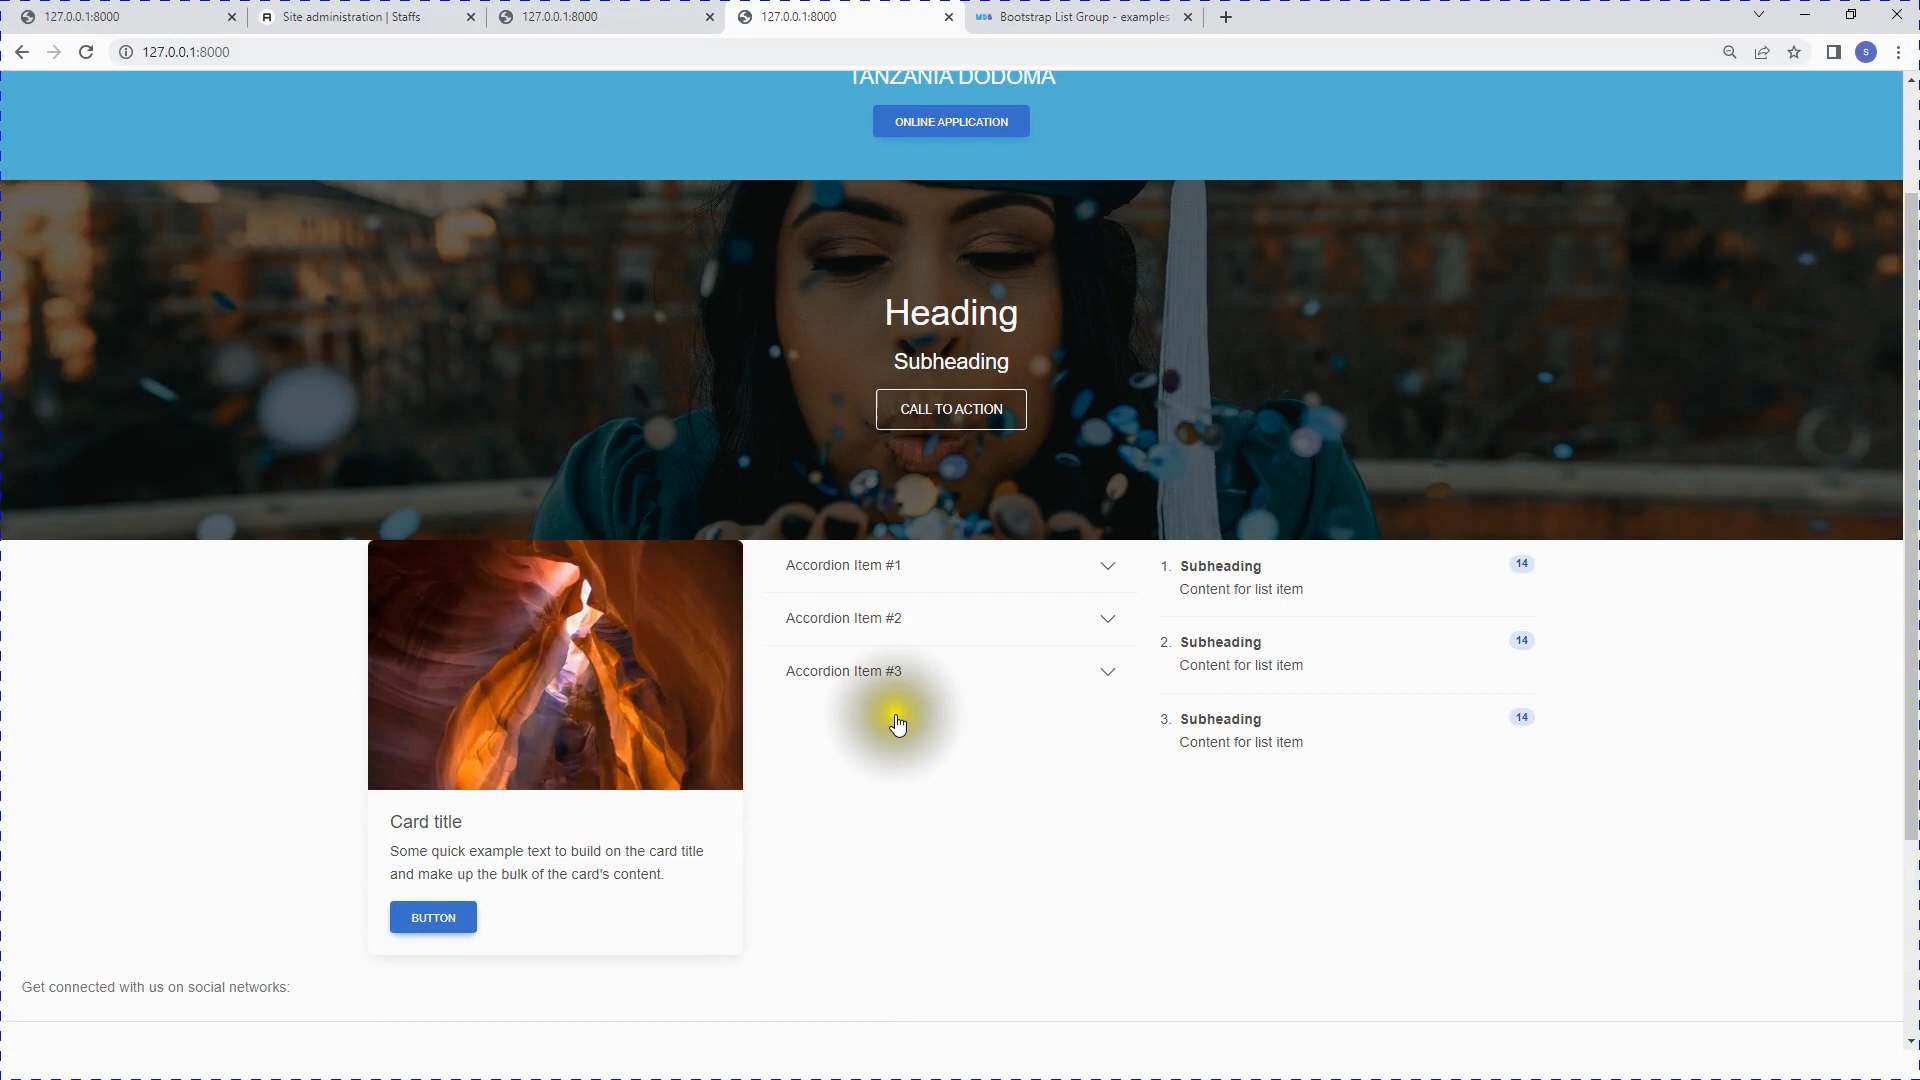 127.0.0.1:8000
Site administration | Staffs
127.0.0.1:8000
127.0.0.1:8000
MDB
Bootstrap List Group - examples
127.0.0.1:8000
S
TANZANIA DODOMA
ONLINE APPLICATION
Heading
Subheading
CALL TO ACTION
Accordion Item #1
Accordion Item #2
Accordion Item #3
1. Subheading
14
Content for list item
2. Subheading
14
Content for list item
3. Subheading
14
Content for list item
Card title
Some quick example text to build on the card title
and make up the bulk of the card's content.
BUTTON
Get connected with us on social networks: